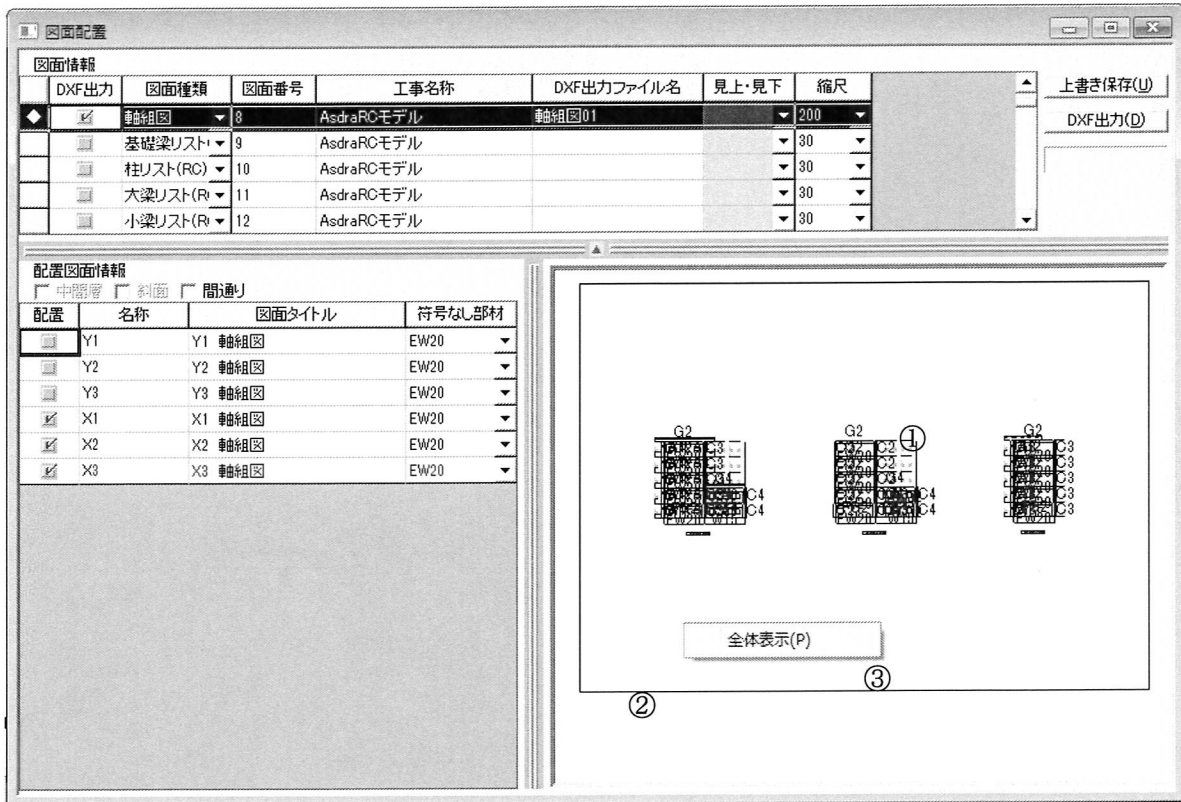 図面配置
図面情報
DXF出力 図面種類 図面番号 工事名称 DXF出力ファイル名 見上・見下 縮尺
軸組図 8 AsdraRCモデル 軸組図01 200
基礎梁リスト 9 AsdraRCモデル 30
柱リスト(RC) 10 AsdraRCモデル 30
大梁リスト(R 11 AsdraRCモデル 30
小梁リスト(R 12 AsdraRCモデル 30
上書き保存(U)
DXF出力(D)
配置図面情報
中間層 斜面 間通り
配置 名称 図面タイトル 符号なし部材
Y1 Y1 軸組図 EW20
Y2 Y2 軸組図 EW20
Y3 Y3 軸組図 EW20
X1 X1 軸組図 EW20
X2 X2 軸組図 EW20
X3 X3 軸組図 EW20
G2 G2 ① G2
C3 C2 C3
C3 C2 C3
C3
C4 C4 C3
C4 C4 C3
全体表示(P)
③
②